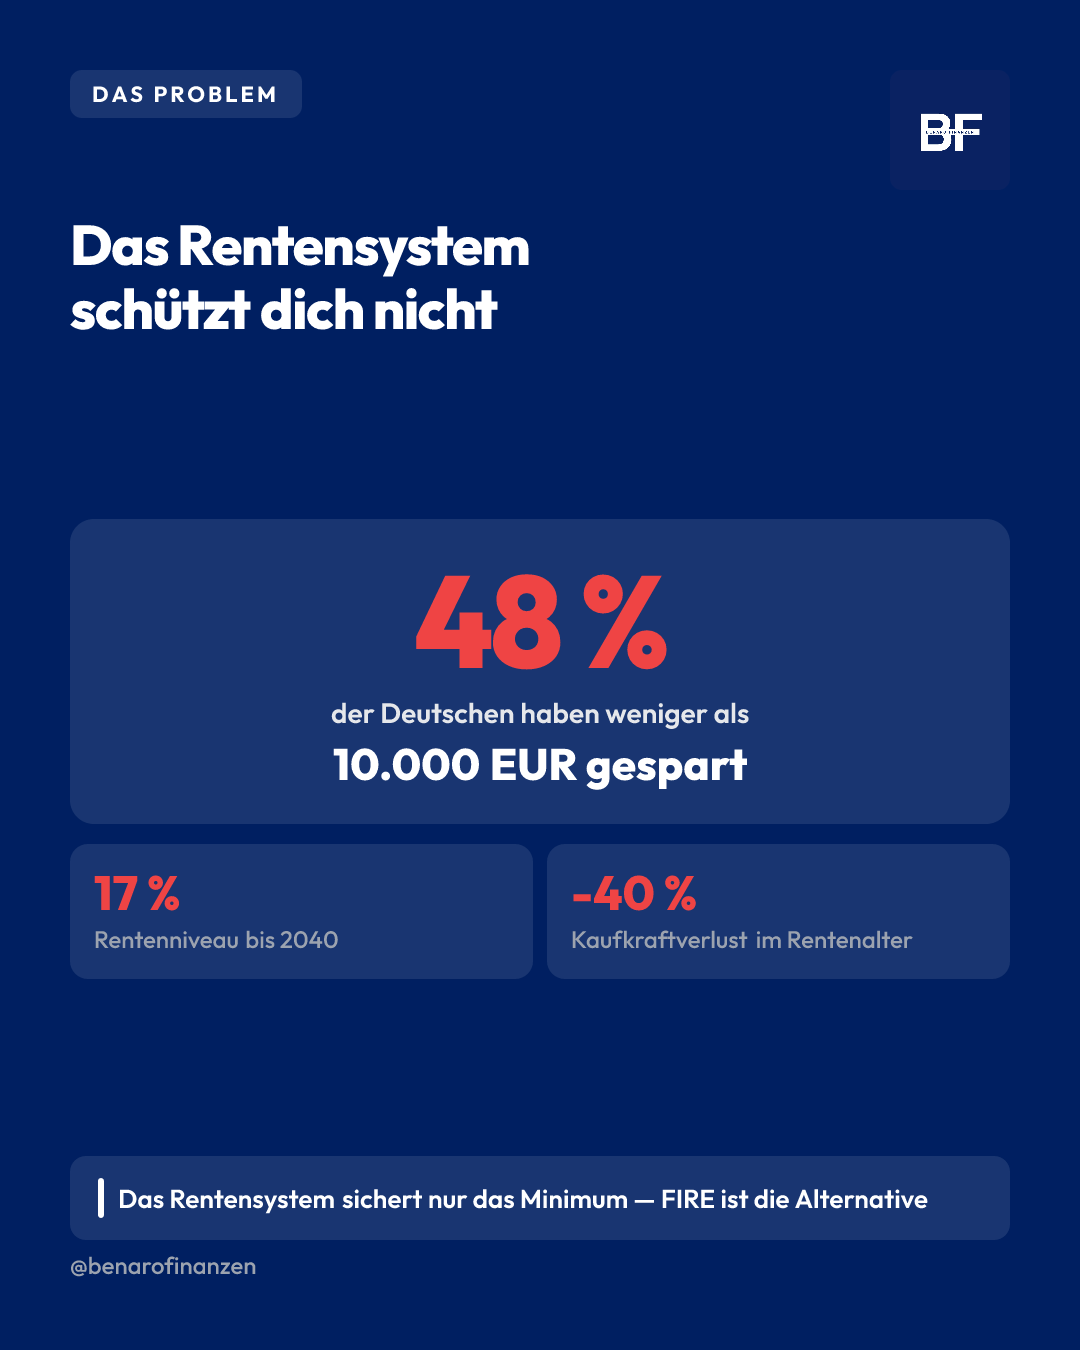 DAS PROBLEM
BF
Das Rentensystem
schützt dich nicht
48 %
der Deutschen haben weniger als
10.000 EUR gespart
17 %
Rentenniveau bis 2040
-40 %
Kaufkraftverlust im Rentenalter
Das Rentensystem sichert nur das Minimum — FIRE ist die Alternative
@benarofinanzen